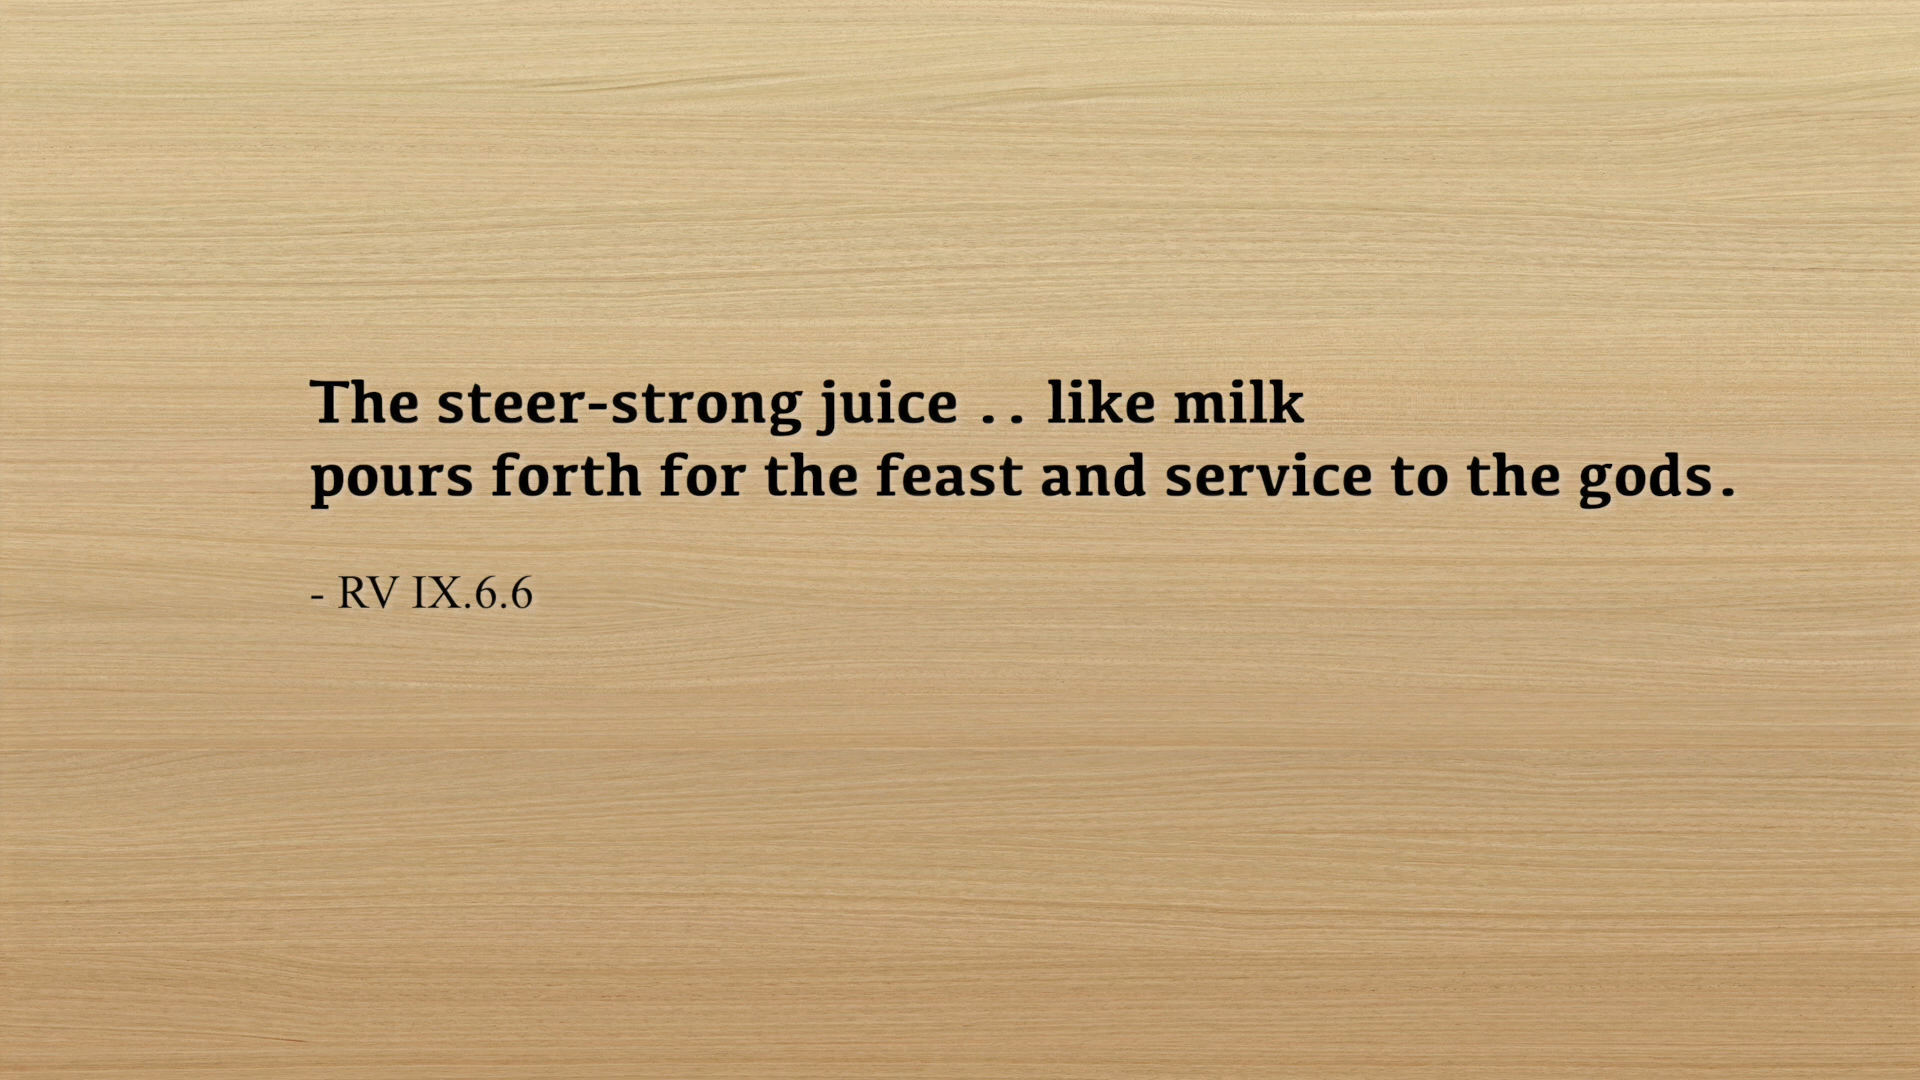 The steer-strong juice .. like milk
pours forth for the feast and service to the gods.
- RV IX.6.6